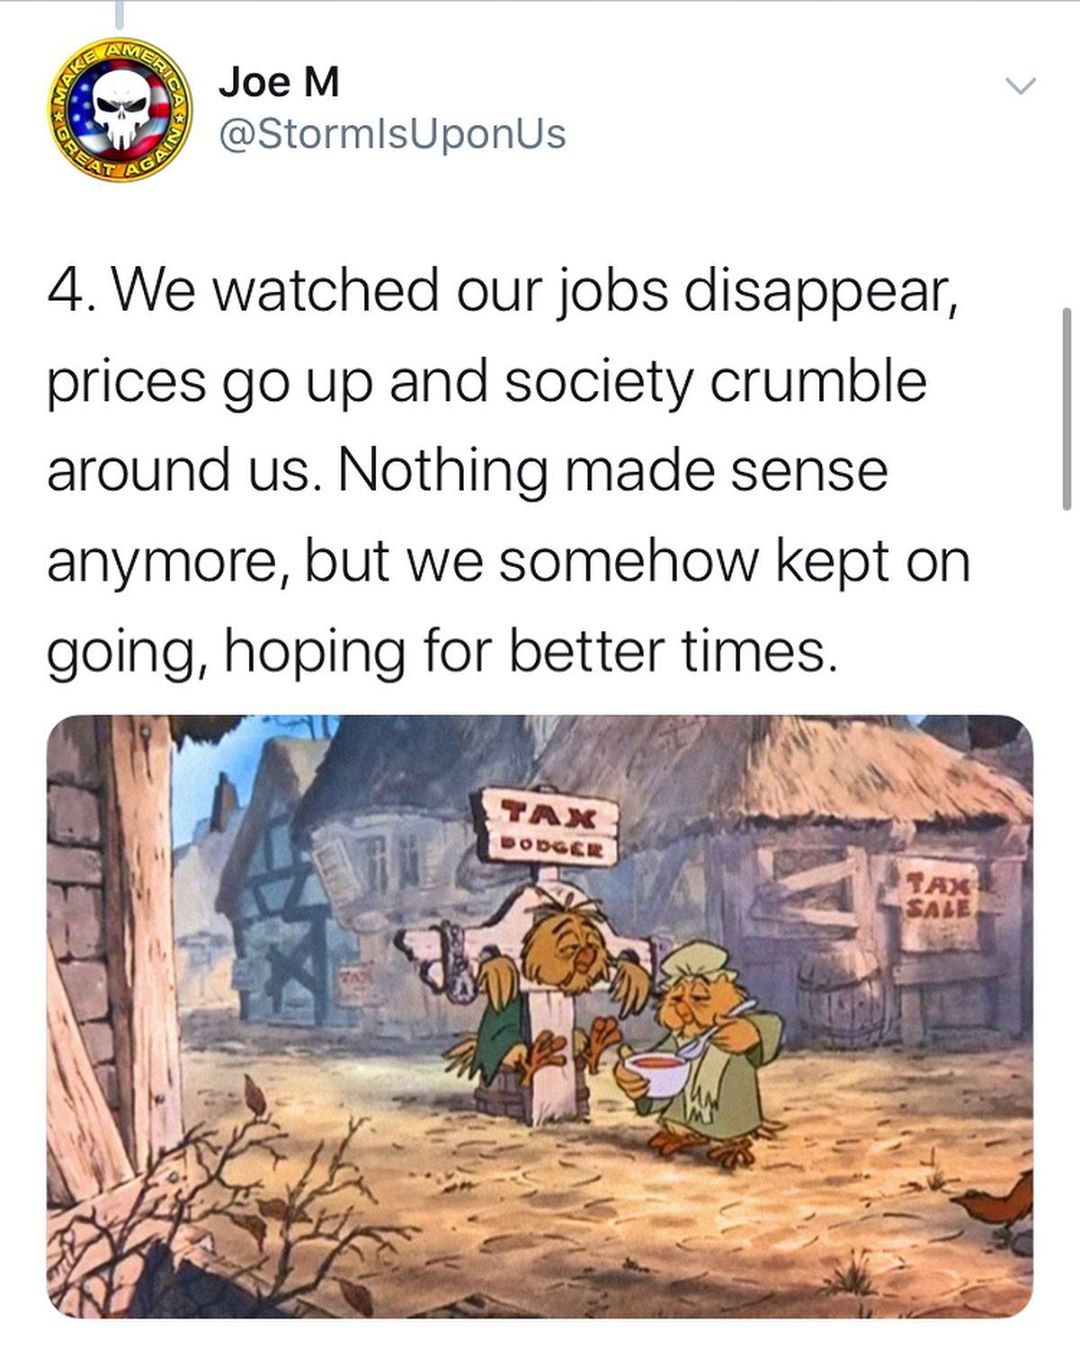 MAKE AMERICA
GREAT AGAIN
Joe M
@StormIsUponUs
4. We watched our jobs disappear,
prices go up and society crumble
around us. Nothing made sense
anymore, but we somehow kept on
going, hoping for better times.
TAX
DODGER
TAX
SALE
TAX